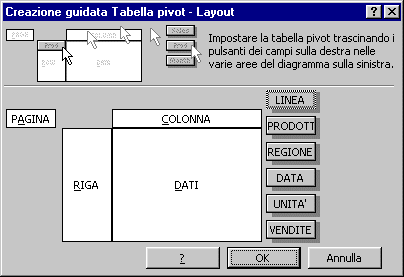 Creazione guidata Tabella pivot - Layout
Impostare la tabella pivot trascinando i
pulsanti dei campi sulla destra nelle
varie aree del diagramma sulla sinistra.
LINEA
PAGINA
COLONNA
PRODOTT
REGIONE
RIGA
DATI
DATA
UNITA'
VENDITE
?
OK
Annulla